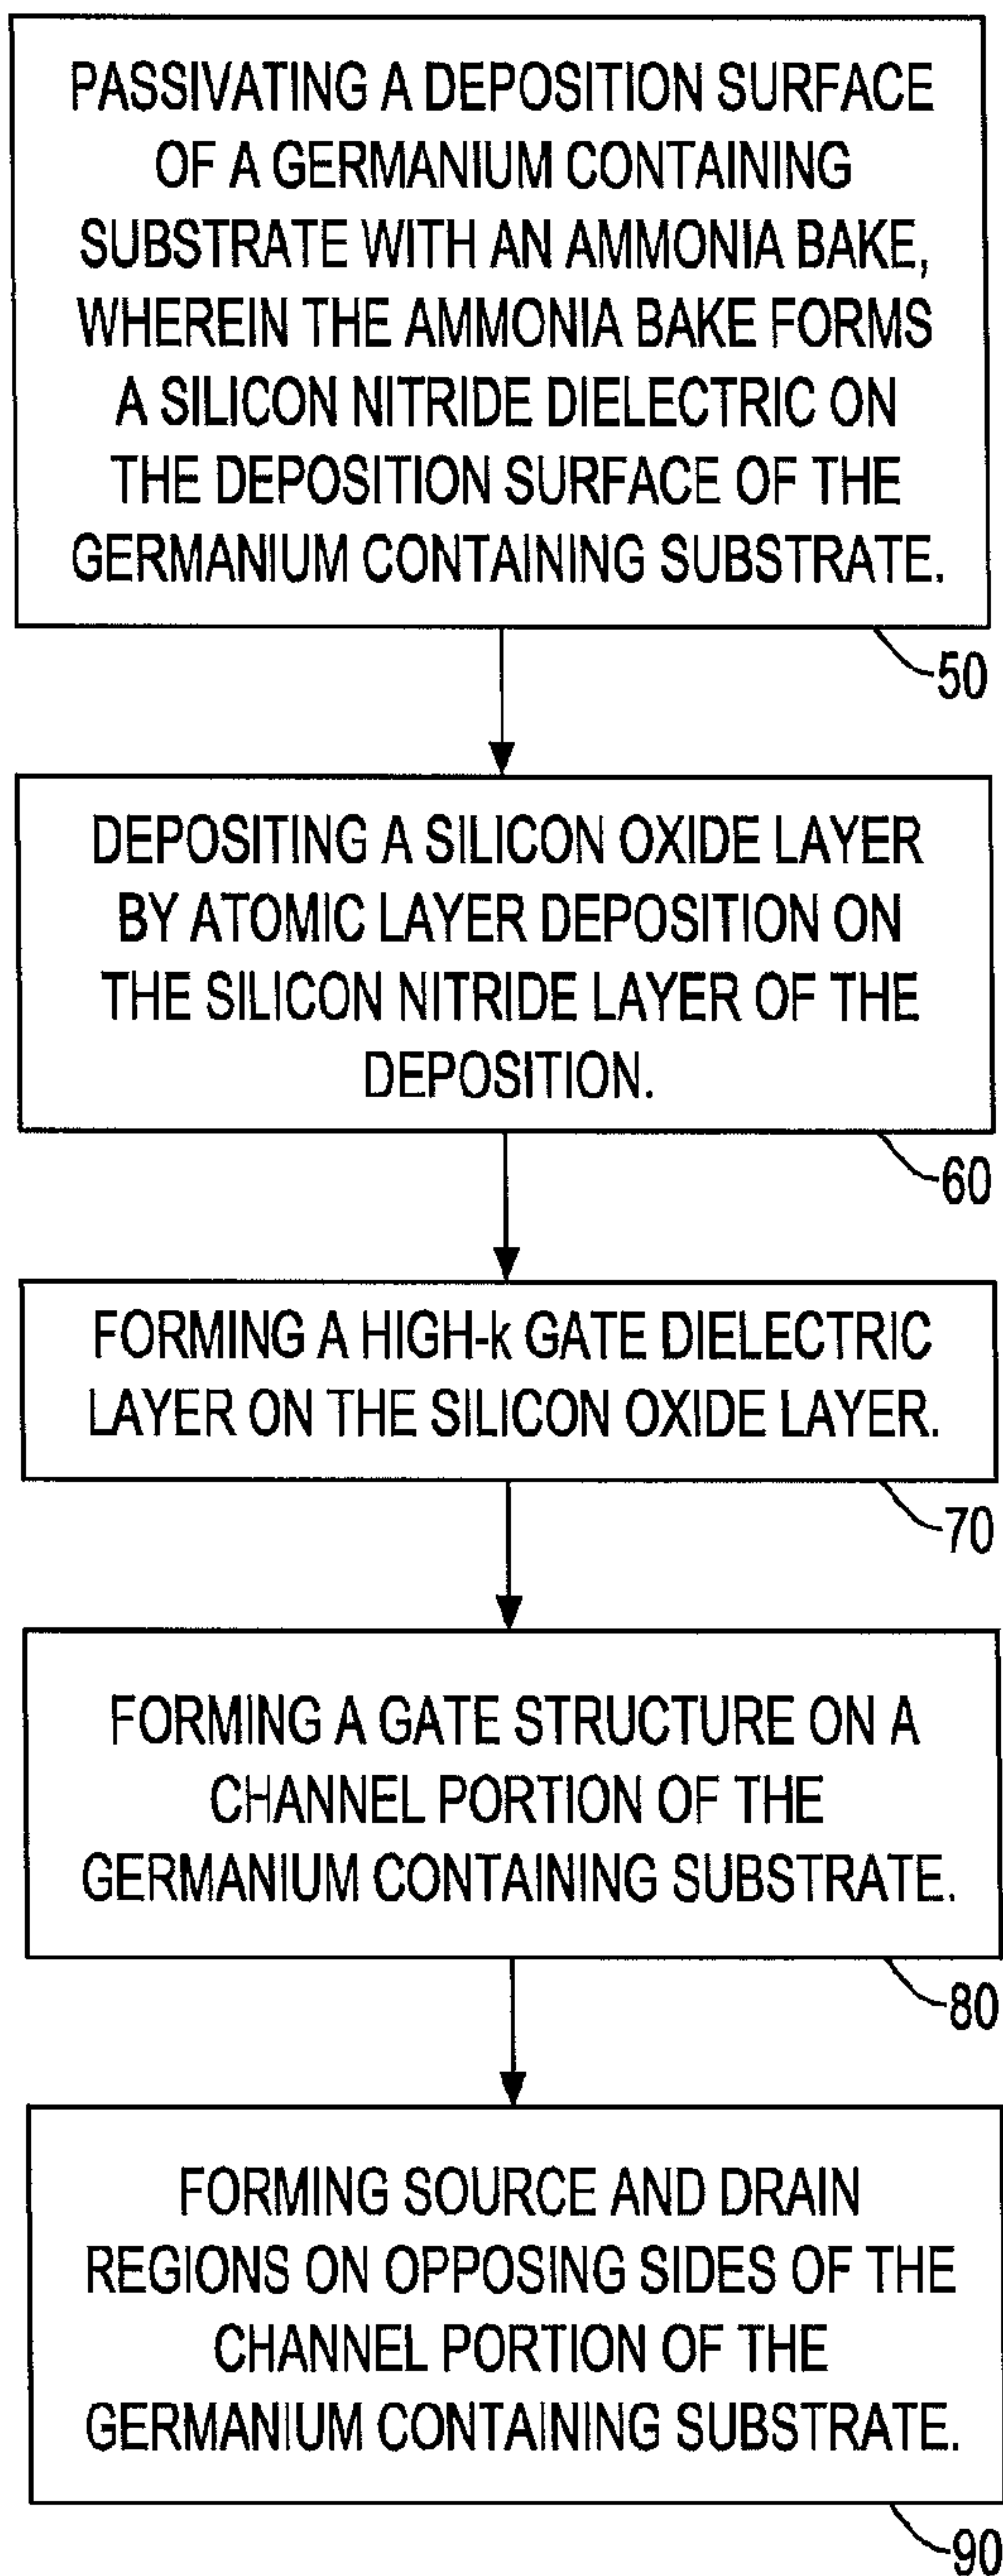 PASSIVATING A DEPOSITION SURFACE
OF A GERMANIUM CONTAINING
SUBSTRATE WITH AN AMMONIA BAKE,
WHEREIN THE AMMONIA BAKE FORMS
A SILICON NITRIDE DIELECTRIC ON
THE DEPOSITION SURFACE OF THE
GERMANIUM CONTAINING SUBSTRATE.
50
DEPOSITING A SILICON OXIDE LAYER
BY ATOMIC LAYER DEPOSITION ON
THE SILICON NITRIDE LAYER OF THE
DEPOSITION.
60
FORMING A HIGH-k GATE DIELECTRIC
LAYER ON THE SILICON OXIDE LAYER.
70
FORMING A GATE STRUCTURE ON A
CHANNEL PORTION OF THE
GERMANIUM CONTAINING SUBSTRATE.
80
FORMING SOURCE AND DRAIN
REGIONS ON OPPOSING SIDES OF THE
CHANNEL PORTION OF THE
GERMANIUM CONTAINING SUBSTRATE.
90